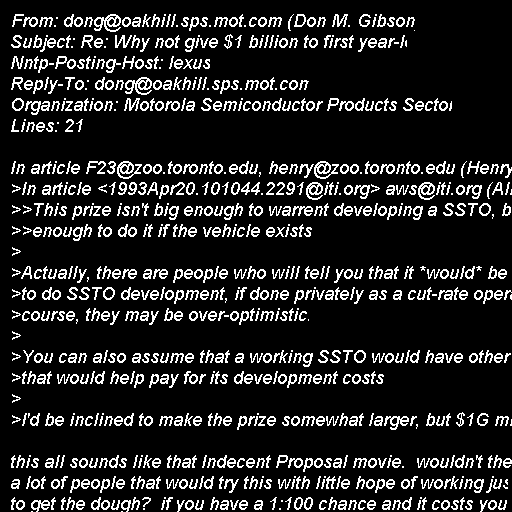 From: dong@oakhill.sps.mot.com (Don M. Gibson
Subject: Re: Why not give $1 billion to first year-l
Nntp-Posting-Host: lexus
Reply-To: dong@oakhill.sps.mot.com
Organization: Motorola Semiconductor Products Sector
Lines: 21

In article F23@zoo.toronto.edu, henry@zoo.toronto.edu (Henry
>In article <1993Apr20.101044.2291@iti.org> aws@iti.org (Al
>>This prize isn't big enough to warrent developing a SSTO, b
>>enough to do it if the vehicle exists
>
>Actually, there are people who will tell you that it *would* be
>to do SSTO development, if done privately as a cut-rate oper
>course, they may be over-optimistic.
>
>You can also assume that a working SSTO would have other
>that would help pay for its development costs
>
>I'd be inclined to make the prize somewhat larger, but $1G m

this all sounds like that Indecent Proposal movie.  wouldn't the
a lot of people that would try this with little hope of working jus
to get the dough?  if you have a 1:100 chance and it costs you